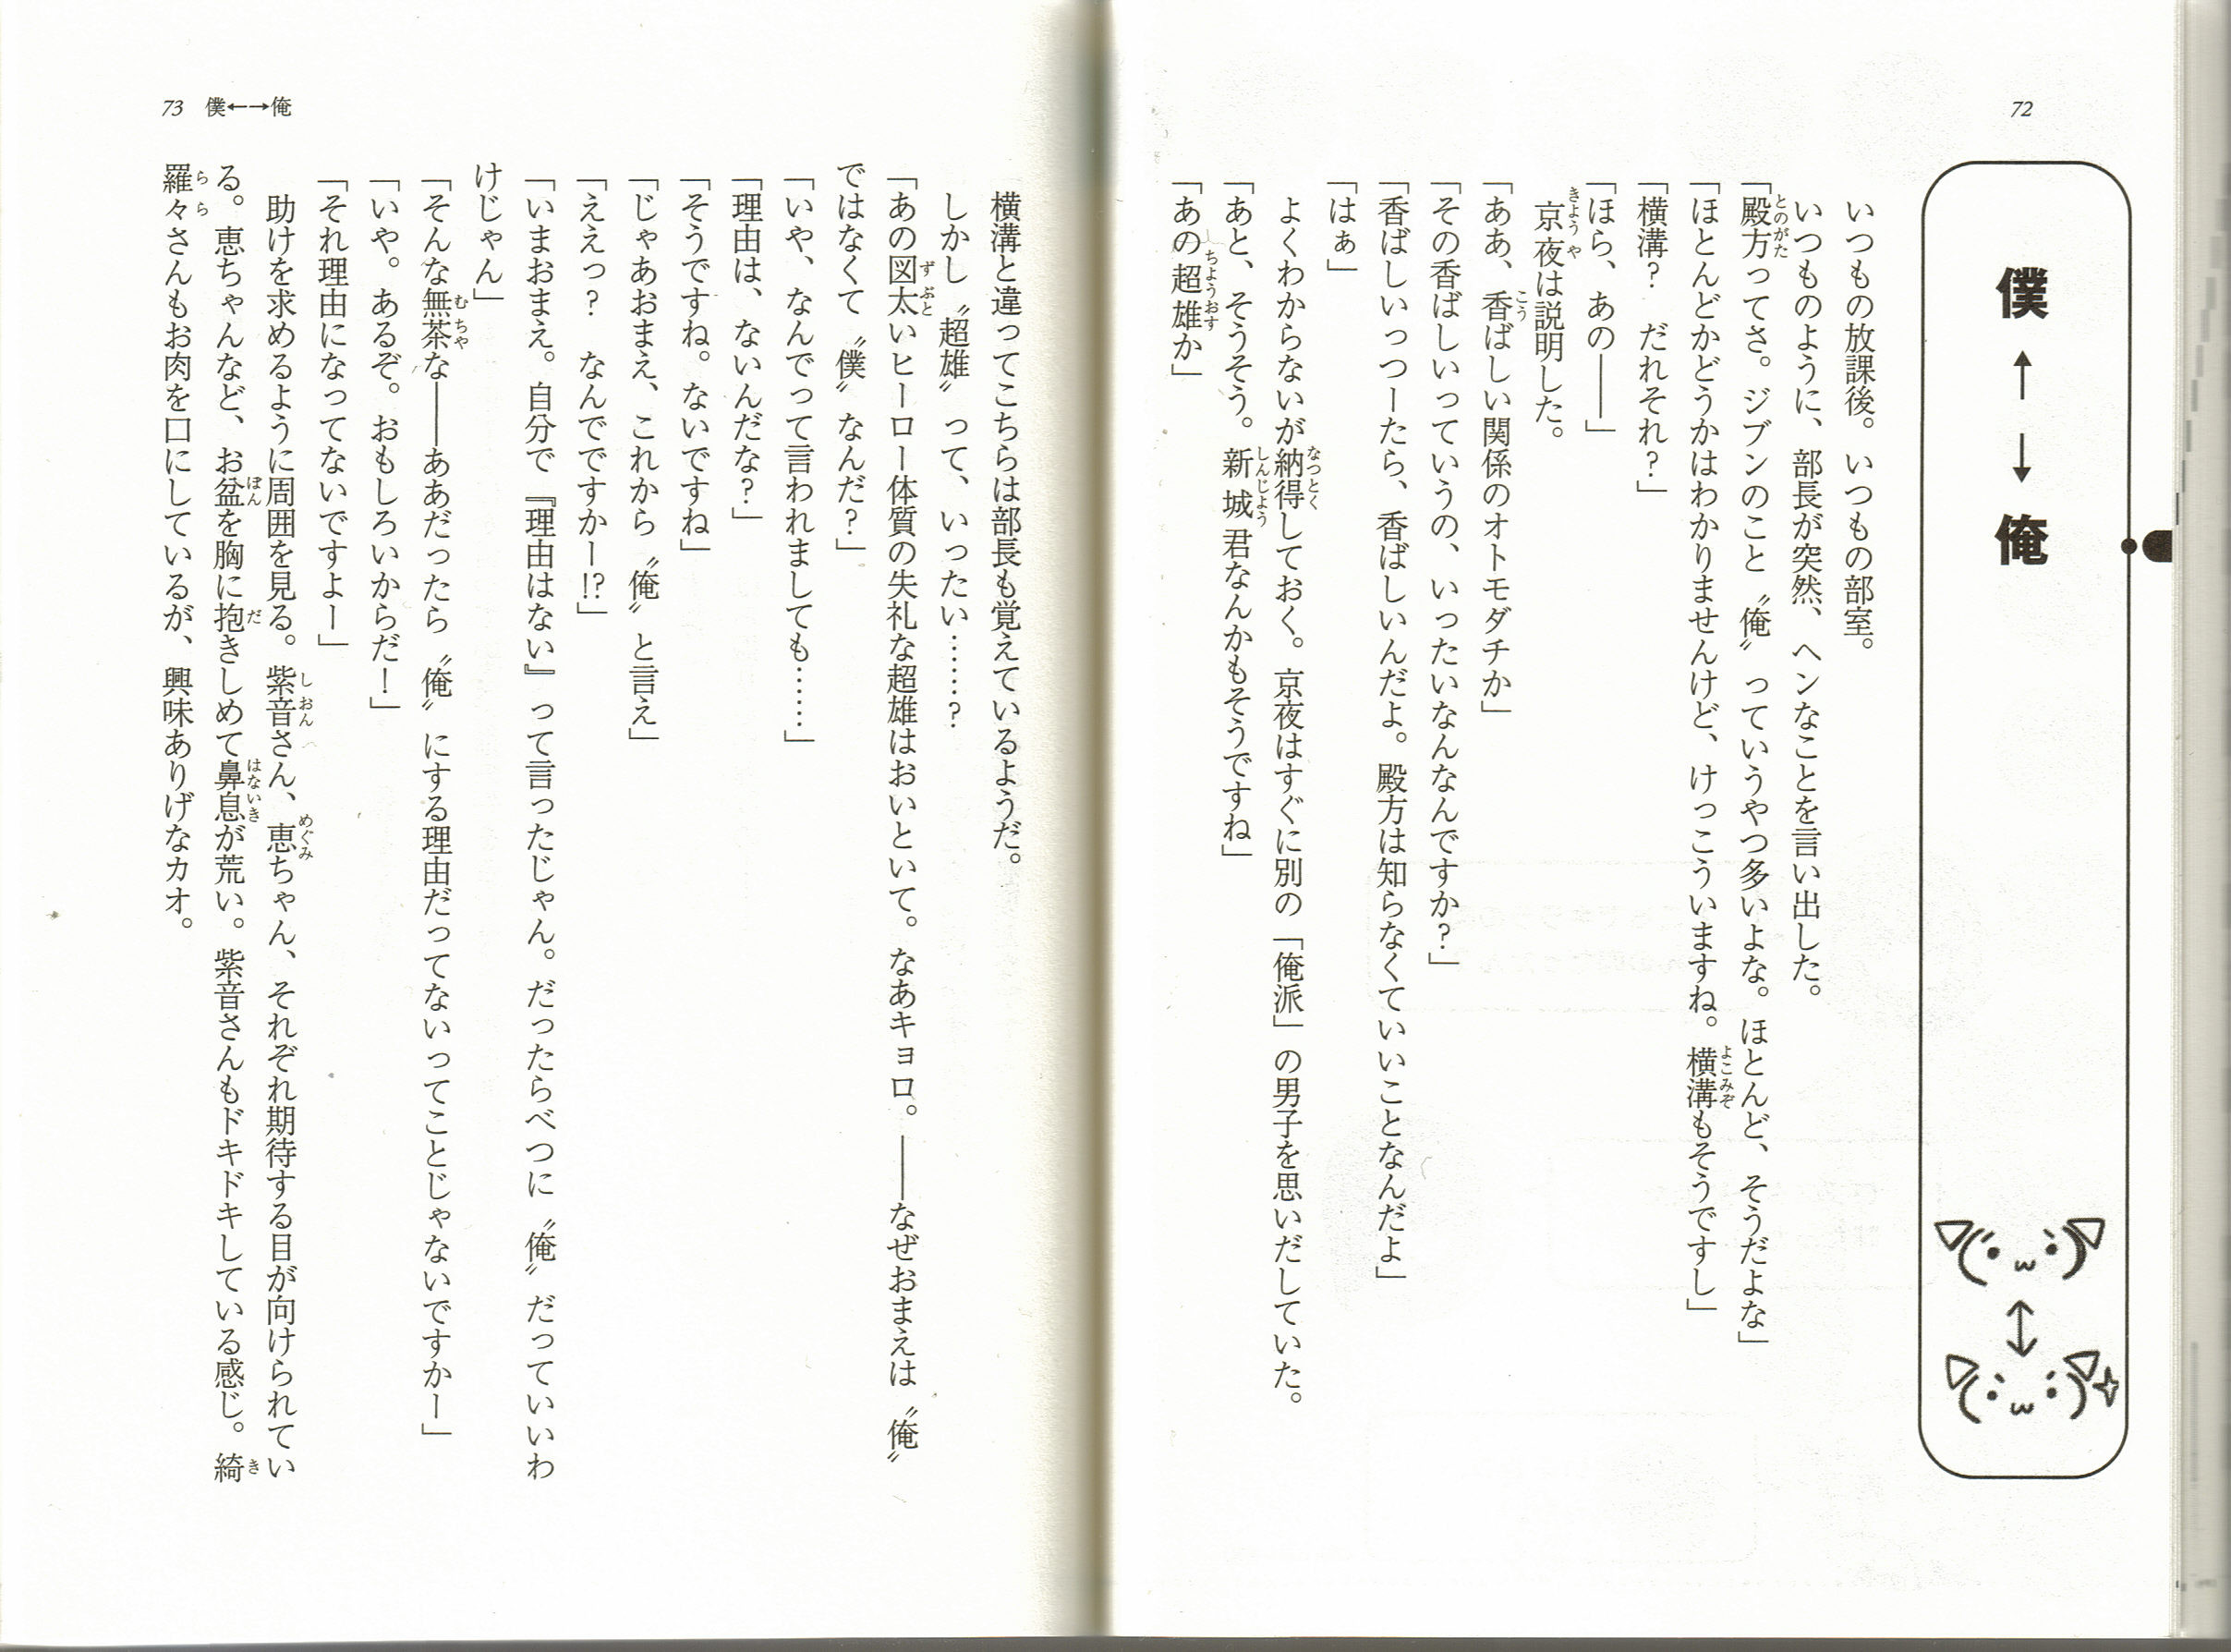 72
僕←→俺
いつもの放課後。いつもの部室。
いつものように、部長が突然、ヘンなことを言い出した。
「殿方ってさ。ジブンのこと〝俺〟っていうやつ多いよな。ほとんど、そうだよな」
「ほとんどかどうかはわかりませんけど、けっこういますね。横溝もそうですし」
「横溝？　だれそれ？」
「ほら、あの――」
京夜は説明した。
「ああ、香ばしい関係のオトモダチか」
「その香ばしいっていうの、いったいなんなんですか？」
「香ばしいっつーたら、香ばしいんだよ。殿方は知らなくていいことなんだよ」
「はぁ」
よくわからないが納得しておく。京夜はすぐに別の「俺派」の男子を思いだしていた。
「あと、そうそう。新城君なんかもそうですね」
「あの超雄か」
73　僕←→俺
横溝と違ってこちらは部長も覚えているようだ。
しかし〝超雄〟って、いったい……？
「あの図太いヒーロー体質の失礼な超雄はおいといて。なあキョロ。――なぜおまえは〝俺〟
ではなくて〝僕〟なんだ？」
「いや、なんでって言われましても……」
「理由は、ないんだな？」
「そうですね。ないですね」
「じゃあおまえ、これから〝俺〟と言え」
「ええっ？　なんでですかー!?」
「いまおまえ。自分で『理由はない』って言ったじゃん。だったらべつに〝俺〟だっていいわ
けじゃん」
「そんな無茶な――ああだったら〝俺〟にする理由だってないってことじゃないですかー」
「いや。あるぞ。おもしろいからだ！」
「それ理由になってないですよー」
助けを求めるように周囲を見る。紫音さん、恵ちゃん、それぞれ期待する目が向けられてい
る。恵ちゃんなど、お盆を胸に抱きしめて鼻息が荒い。紫音さんもドキドキしている感じ。綺
羅々さんもお肉を口にしているが、興味ありげなカオ。